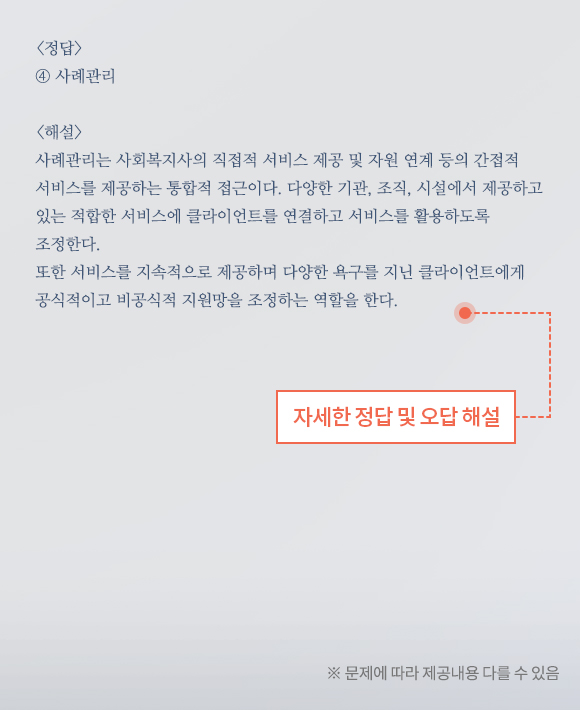 〈정답〉
④ 사례관리
〈해설〉
사례관리는 사회복지사의 직접적 서비스 제공 및 자원 연계 등의 간접적
서비스를 제공하는 통합적 접근이다. 다양한 기관, 조직, 시설에서 제공하고
있는 적합한 서비스에 클라이언트를 연결하고 서비스를 활용하도록
조정한다.
또한 서비스를 지속적으로 제공하며 다양한 욕구를 지닌 클라이언트에게
공식적이고 비공식적 지원망을 조정하는 역할을 한다.
자세한 정답 및 오답 해설
※ 문제에 따라 제공내용 다를 수 있음